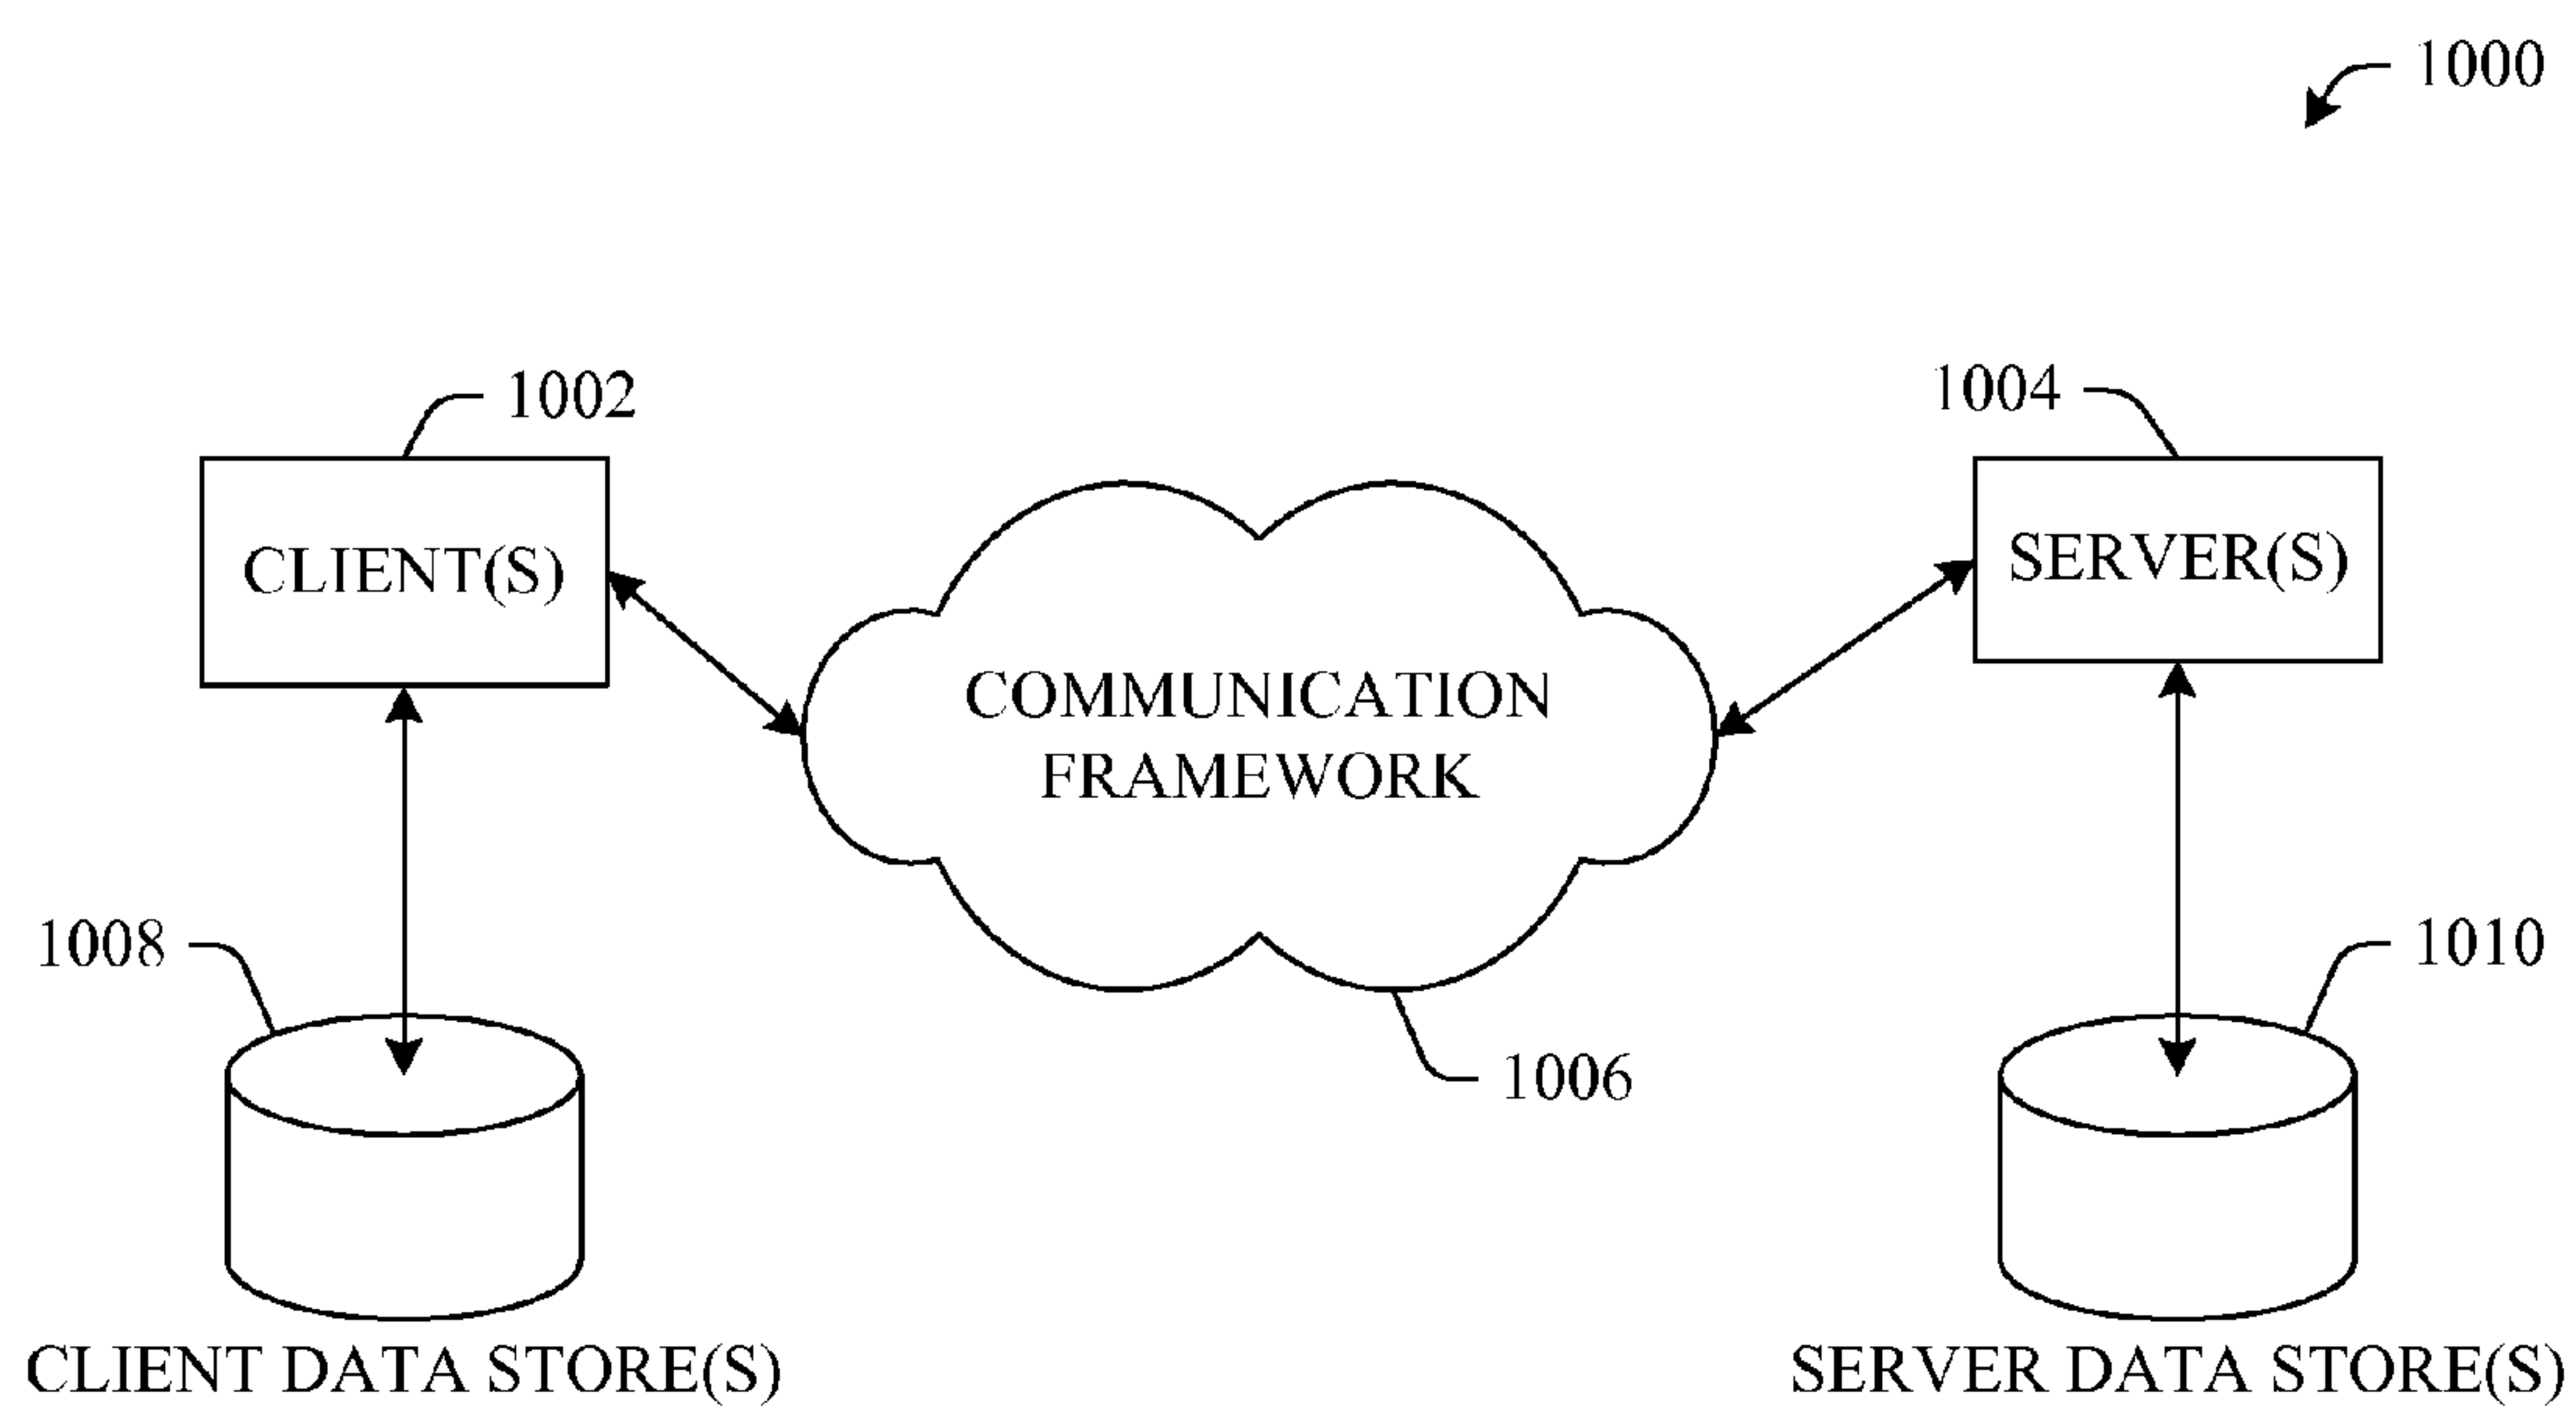 1000
1002
1004
CLIENT(S)
SERVER(S)
COMMUNICATION
FRAMEWORK
1008
1010
1006
CLIENT DATA STORE(S)
SERVER DATA STORE(S)